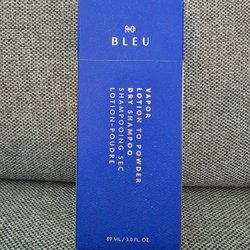 R+Co
BLEU
VAPOR
LOTION TO POWDER
DRY SHAMPOO
SHAMPOOING SEC
LOTION-POUDRE
89 ML / 3.0 FL. OZ.